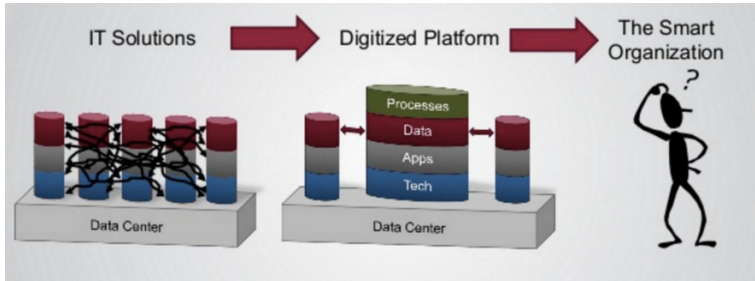 IT Solutions
Digitized Platform
The Smart
Organization
?
Processes
Data
Apps
Tech
Data Center
Data Center